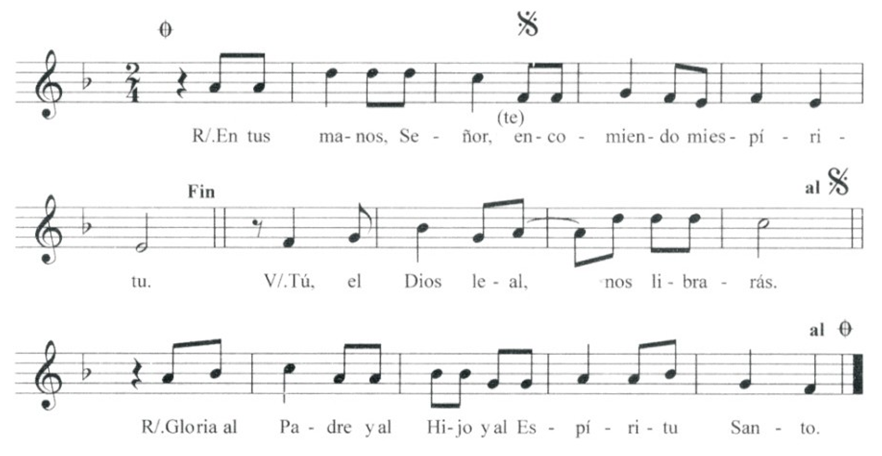 (te)
R/.En tus ma-nos, Se - ñor, en-co - mien-do mies- pí - ri -
Fin al
tu. V/.Tú, el Dios le - al, nos li - bra - rás.
al
R/.Gloria al Pa - dre y al Hi-jo y al Es - pí - ri - tu San - to.